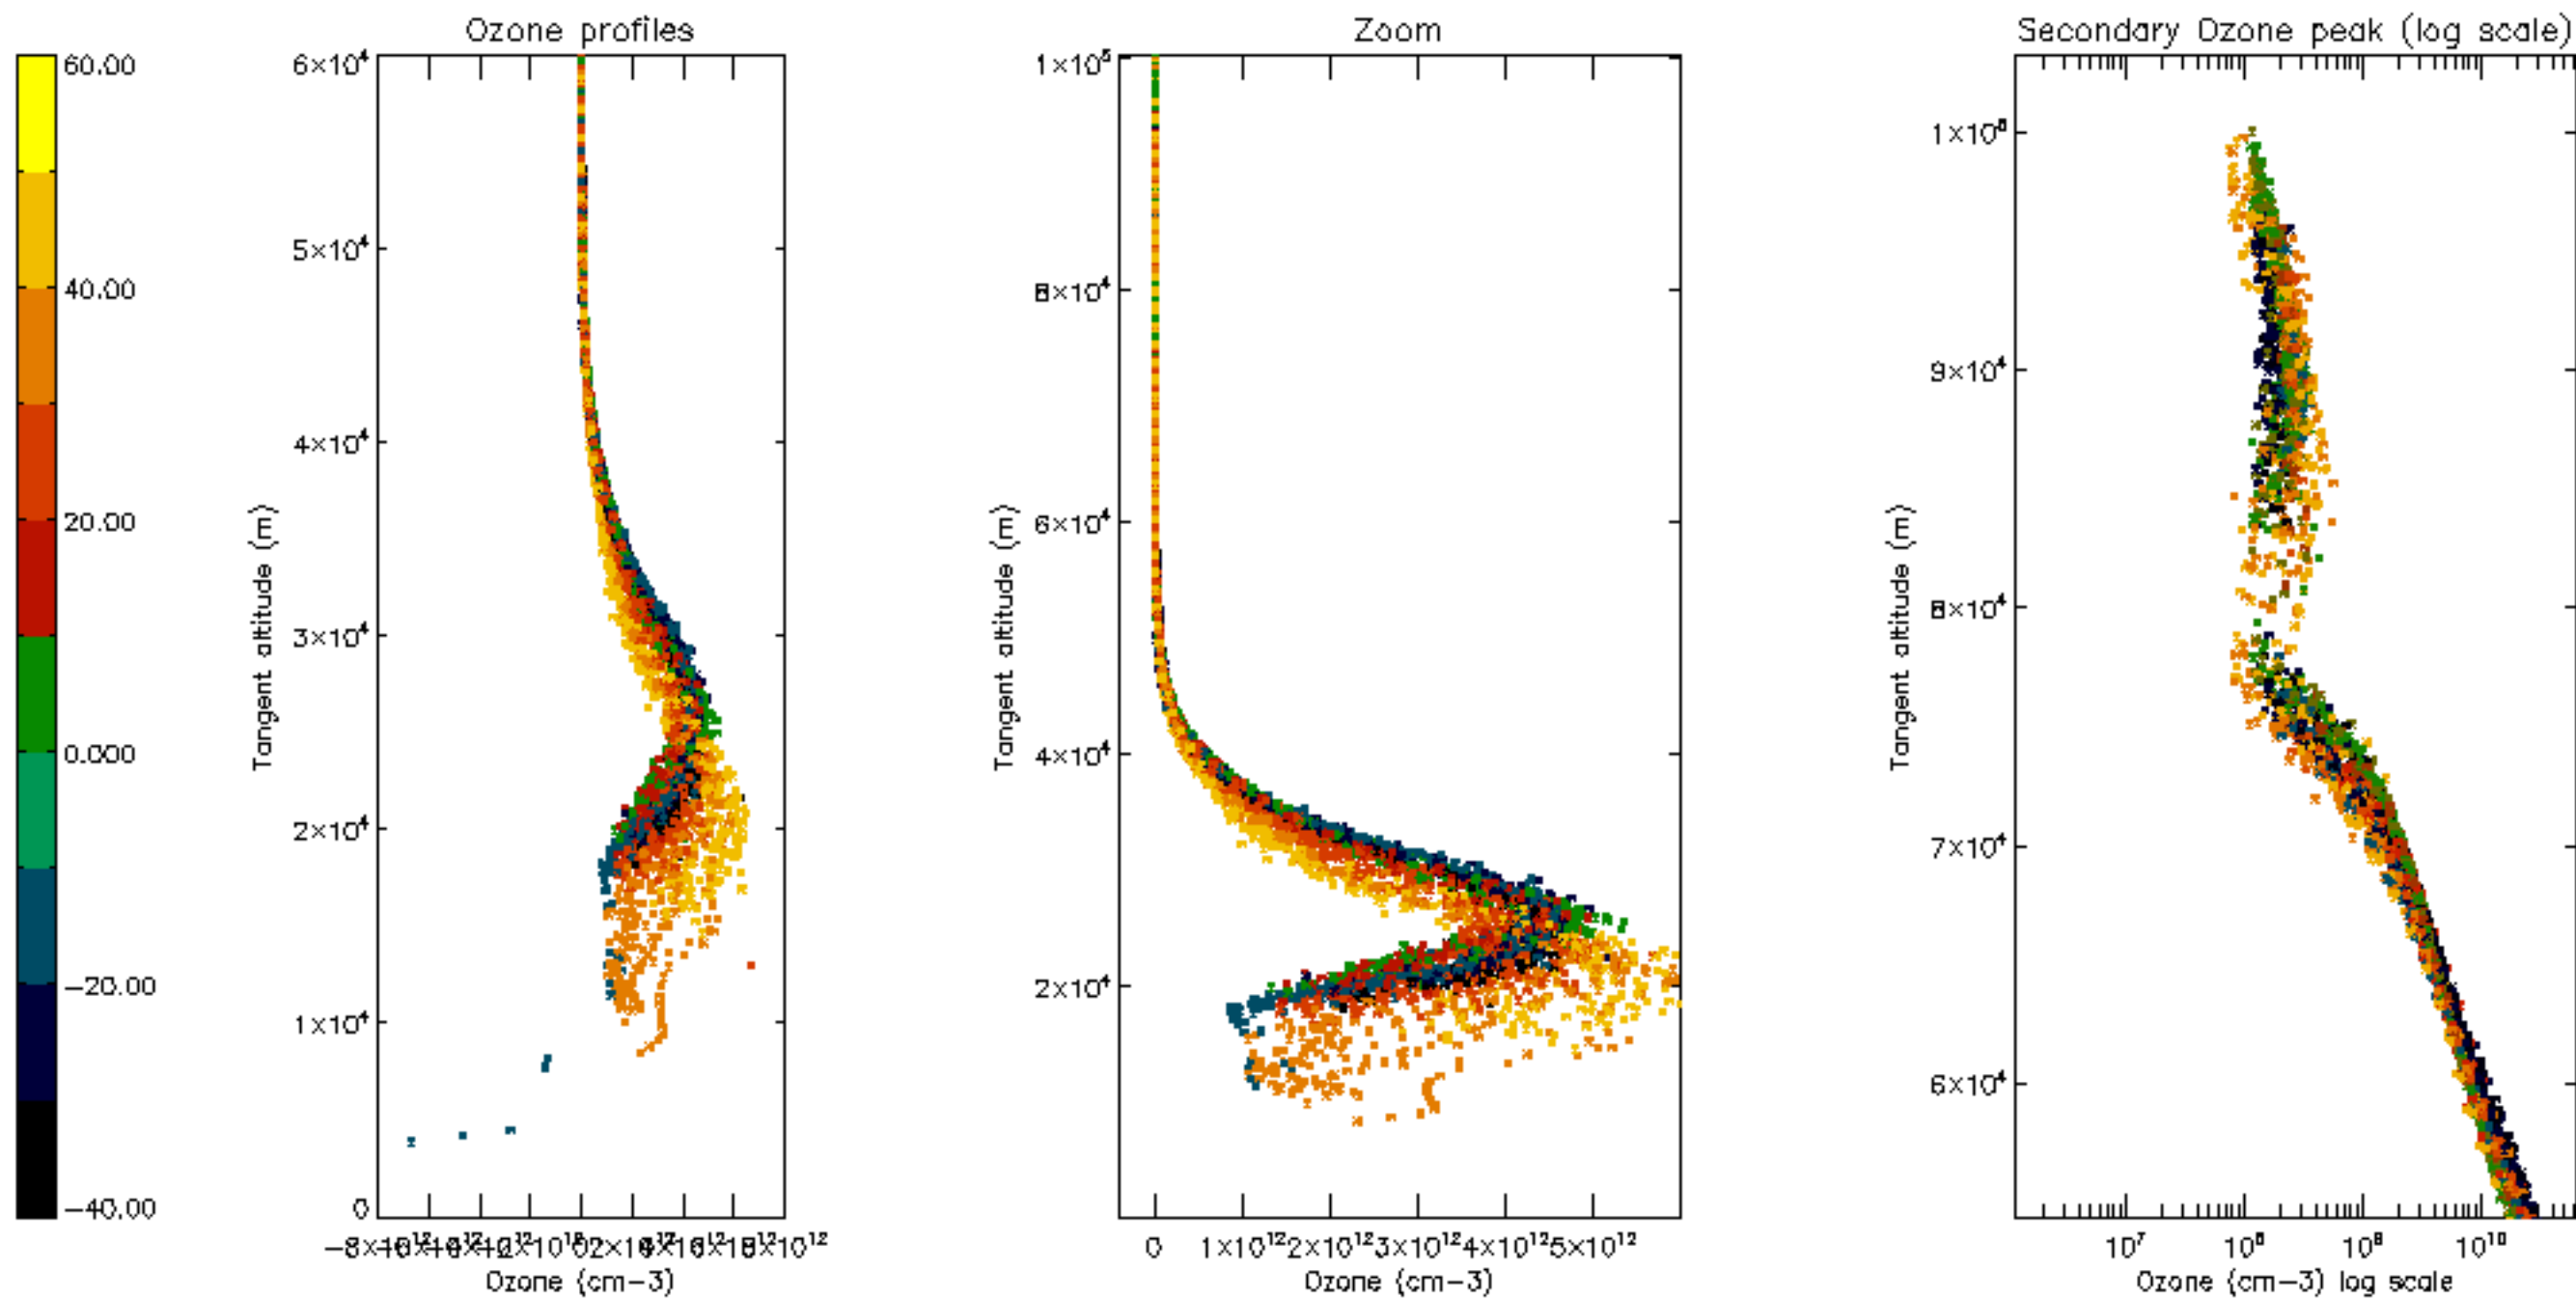 Ozone profiles
Zoom
Secondary Ozone peak (log scale)
60.00
40.00
20.00
0.000
−20.00
−40.00
6×10⁴
5×10⁴
4×10⁴
3×10⁴
2×10⁴
1×10⁴
0
Tangent altitude (m)
8×10¹²
Ozone (cm−3)
1×10⁵
8×10⁴
6×10⁴
4×10⁴
2×10⁴
Tangent altitude (m)
0 1×10¹² 2×10¹² 3×10¹² 4×10¹² 5×10¹²
Ozone (cm−3)
9×10⁴
8×10⁴
7×10⁴
6×10⁴
Tangent altitude (m)
10⁷ 10⁸ 10⁹ 10¹⁰
Ozone (cm−3) log scale